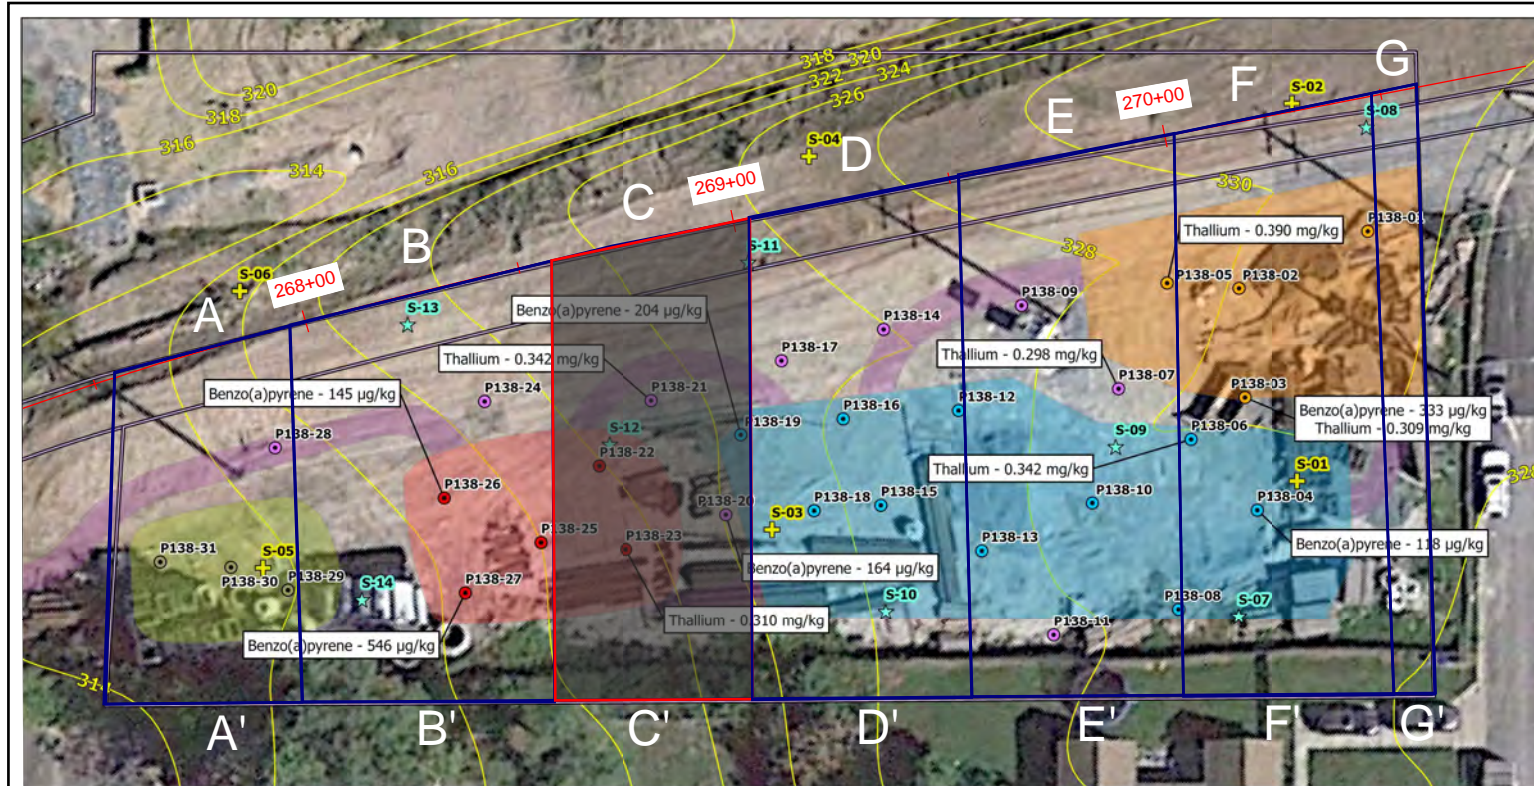 318
320
322
324
326
320
318
316
314
316
G
F
S-02
270+00
E
S-08
S-04
D
C
269+00
330
B
328
P138-01
Thallium - 0.390 mg/kg
S-11
S-06
268+00
P138-05
P138-02
A
S-13
Benzo(a)pyrene - 204 µg/kg
P138-09
P138-14
Thallium - 0.342 mg/kg
P138-17
Thallium - 0.298 mg/kg
P138-07
P138-03
Benzo(a)pyrene - 145 µg/kg
P138-24
P138-21
P138-16
P138-12
Benzo(a)pyrene - 333 µg/kg
Thallium - 0.309 mg/kg
P138-28
S-12
P138-19
S-09
P138-06
P138-22
Thallium - 0.342 mg/kg
S-01
328
P138-26
P138-20
S-03
P138-18
P138-15
P138-10
P138-04
P138-25
P138-23
P138-13
Benzo(a)pyrene - 118 µg/kg
P138-31
S-05
P138-30
P138-29
S-14
P138-27
Benzo(a)pyrene - 164 µg/kg
S-10
P138-08
S-07
Thallium - 0.310 mg/kg
P138-11
Benzo(a)pyrene - 546 µg/kg
314
A'
B'
C'
D'
E'
F'
G'